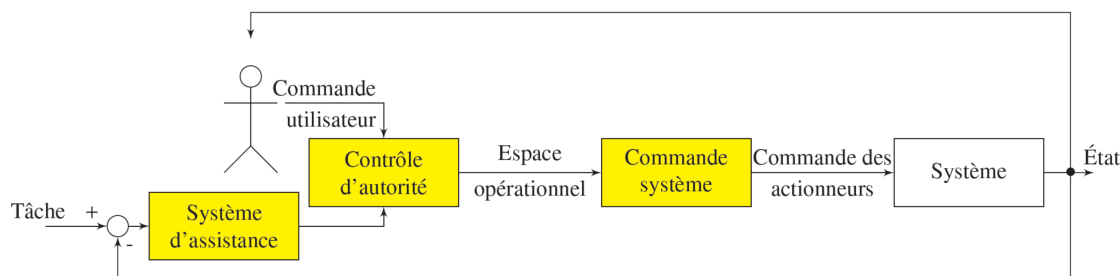 Commande
utilisateur
Contrôle
d'autorité
Espace
opérationnel
Commande
système
Commande des
actionneurs
Système
État
Tâche
+
-
Système
d'assistance